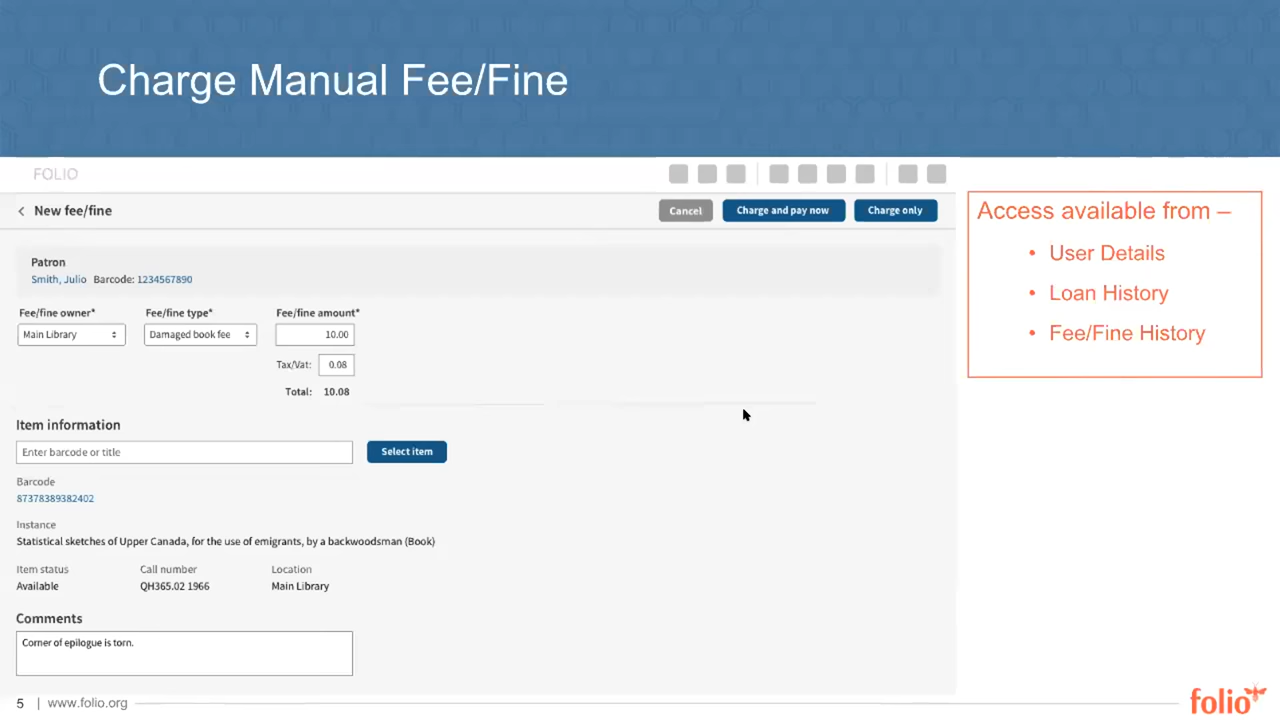 Charge Manual Fee/Fine
FOLIO
New fee/fine
Cancel
Charge and pay now
Charge only
Patron
Smith, Julio Barcode: 1234567890
Fee/fine owner* Fee/fine type* Fee/fine amount*
Main Library Damaged book fee 10.00
Tax/Vat: 0.08
Total: 10.08
Item information
Enter barcode or title Select item
Barcode
87378389382402
Instance
Statistical sketches of Upper Canada, for the use of emigrants, by a backwoodsman (Book)
Item status Call number Location
Available QH365.02 1966 Main Library
Comments
Corner of epilogue is torn.
Access available from –
• User Details
• Loan History
• Fee/Fine History
5 | www.folio.org
folio